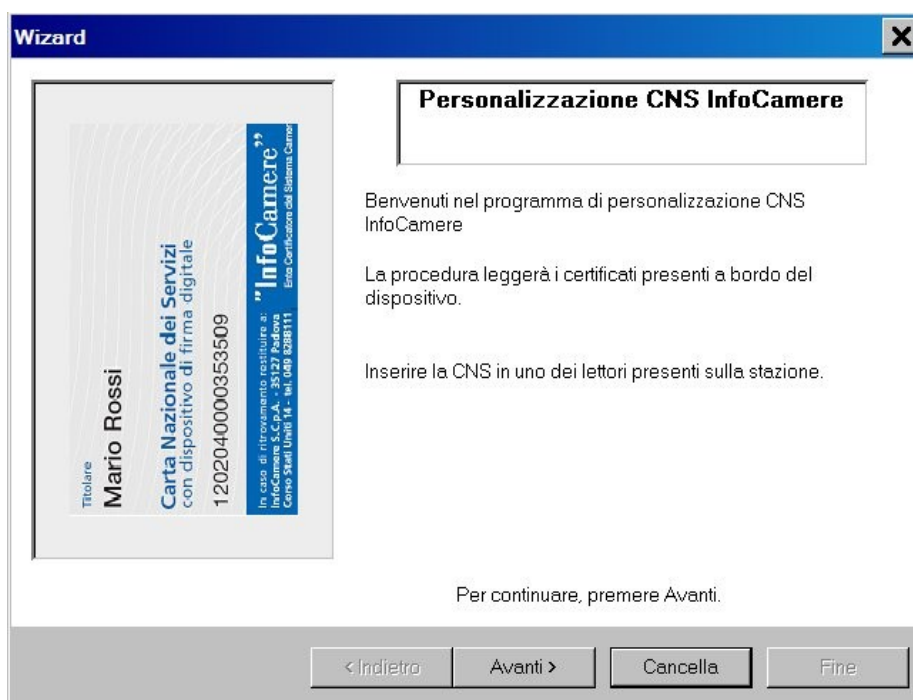 Wizard
Titolare
Mario Rossi
Carta Nazionale dei Servizi
con dispositivo di firma digitale
1202040000353509
In caso di ritrovamento restituire a:
InfoCamere S.C.p.A. - 35127 Padova
Corso Stati Uniti 14 - tel. 049 8288111
"InfoCamere"
Ente Certificatore del Sistema Camer
Personalizzazione CNS InfoCamere
Benvenuti nel programma di personalizzazione CNS
InfoCamere
La procedura leggerà i certificati presenti a bordo del
dispositivo.
Inserire la CNS in uno dei lettori presenti sulla stazione.
Per continuare, premere Avanti.
< Indietro
Avanti >
Cancella
Fine